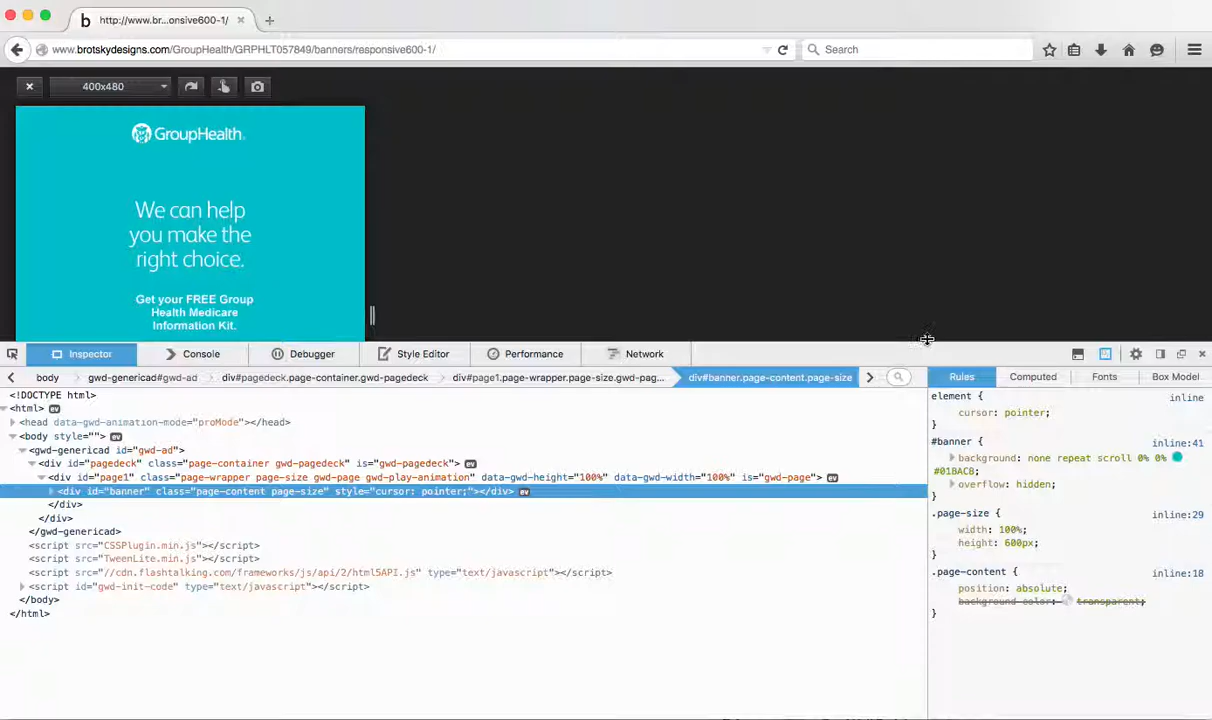 b http://www.br...onsive600-1/ × +
www.brotskydesigns.com/GroupHealth/GRPHLT057849/banners/responsive600-1/ Search
× 400x480
GroupHealth
We can help
you make the
right choice.
Get your FREE Group
Health Medicare
Information Kit.
Inspector Console Debugger Style Editor Performance Network
body gwd-genericad#gwd-ad div#pagedeck.page-container.gwd-pagedeck div#page1.page-wrapper.page-size.gwd-pag... div#banner.page-content.page-size Rules Computed Fonts Box Model
<!DOCTYPE html>
<html> ev
<head data-gwd-animation-mode="proMode"></head>
<body style=""> ev
<gwd-genericad id="gwd-ad">
<div id="pagedeck" class="page-container gwd-pagedeck" is="gwd-pagedeck"> ev
<div id="page1" class="page-wrapper page-size gwd-page gwd-play-animation" data-gwd-height="100%" data-gwd-width="100%" is="gwd-page"> ev
<div id="banner" class="page-content page-size" style="cursor: pointer;"></div> ev
</div>
</div>
</gwd-genericad>
<script src="CSSPlugin.min.js"></script>
<script src="TweenLite.min.js"></script>
<script src="//cdn.flashtalking.com/frameworks/js/api/2/html5API.js" type="text/javascript"></script>
<script id="gwd-init-code" type="text/javascript"></script>
</body>
</html>
element { inline
cursor: pointer;
}
#banner { inline:41
background: none repeat scroll 0% 0%
#01BAC8;
overflow: hidden;
}
.page-size { inline:29
width: 100%;
height: 600px;
}
.page-content { inline:18
position: absolute;
background-color: transparent;
}